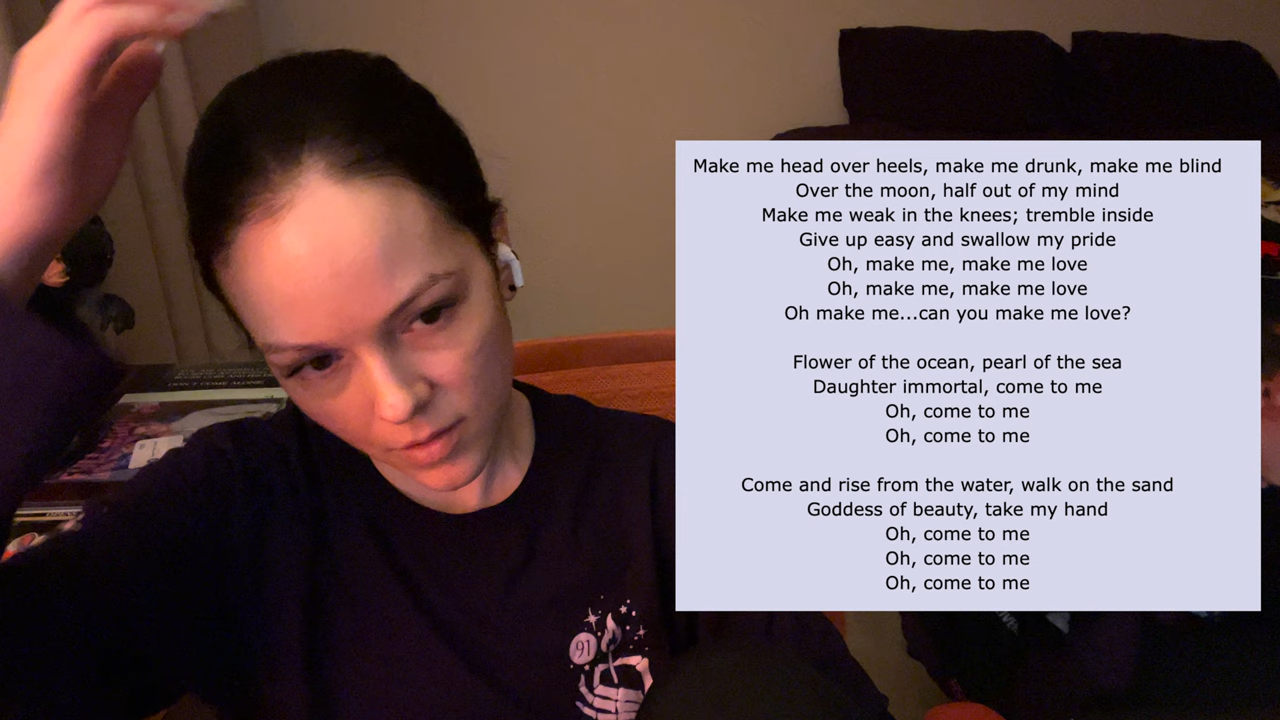 Make me head over heels, make me drunk, make me blind
Over the moon, half out of my mind
Make me weak in the knees; tremble inside
Give up easy and swallow my pride
Oh, make me, make me love
Oh, make me, make me love
Oh make me...can you make me love?
Flower of the ocean, pearl of the sea
Daughter immortal, come to me
Oh, come to me
Oh, come to me
Come and rise from the water, walk on the sand
Goddess of beauty, take my hand
Oh, come to me
Oh, come to me
Oh, come to me
DON'T COME ALONE
91